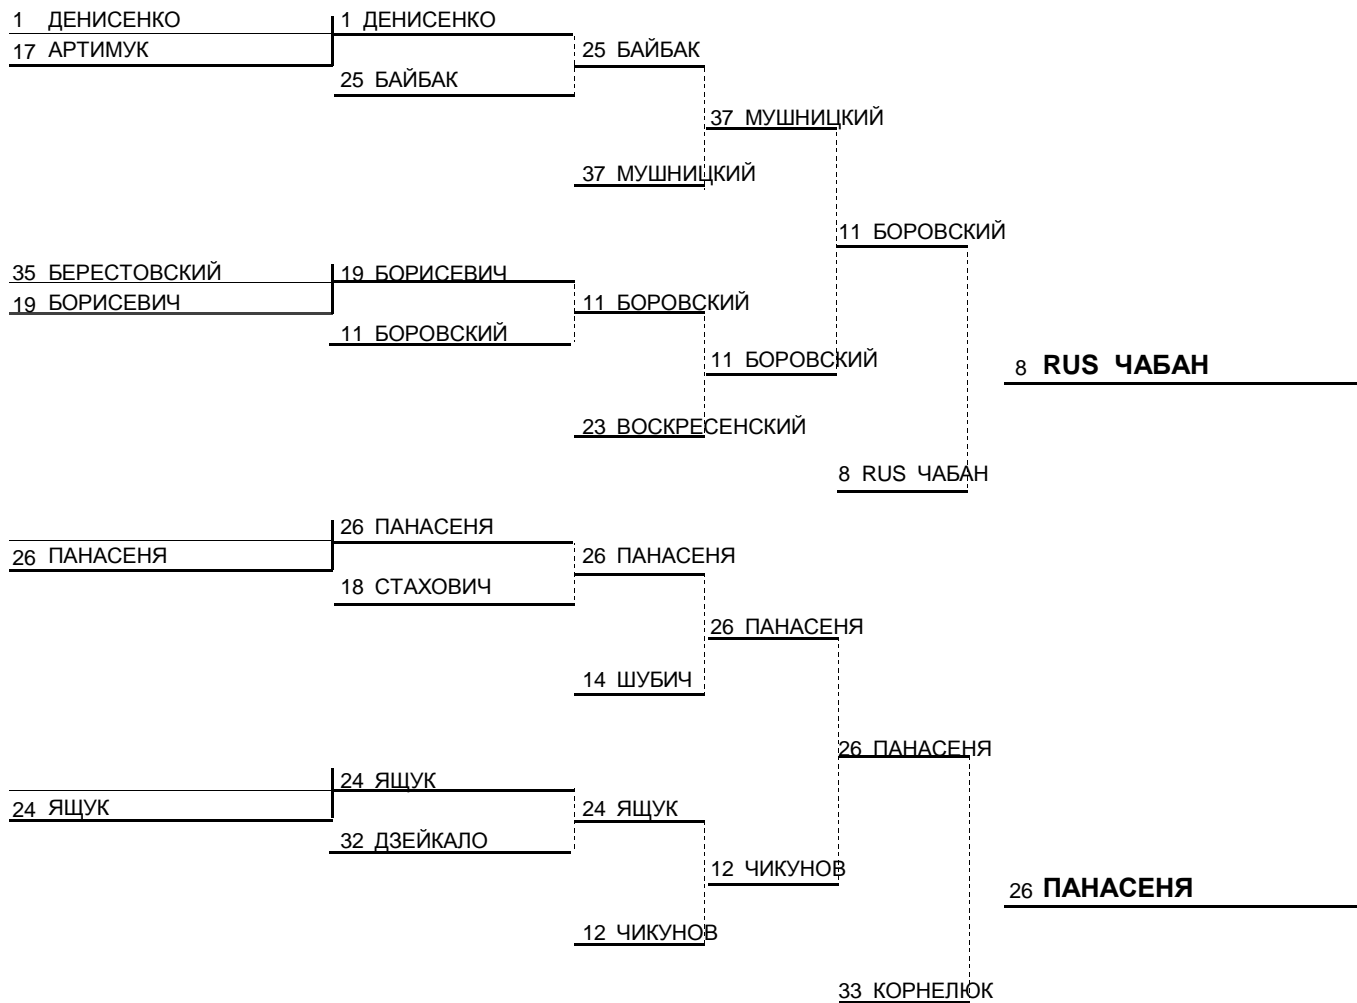 1 ДЕНИСЕНКО
1 ДЕНИСЕНКО
17 АРТИМУК
25 БАЙБАК
25 БАЙБАК
37 МУШНИЦКИЙ
37 МУШНИЦКИЙ
11 БОРОВСКИЙ
35 БЕРЕСТОВСКИЙ
19 БОРИСЕВИЧ
19 БОРИСЕВИЧ
11 БОРОВСКИЙ
11 БОРОВСКИЙ
11 БОРОВСКИЙ
8 RUS ЧАБАН
23 ВОСКРЕСЕНСКИЙ
8 RUS ЧАБАН
26 ПАНАСЕНЯ
26 ПАНАСЕНЯ
26 ПАНАСЕНЯ
18 СТАХОВИЧ
26 ПАНАСЕНЯ
14 ШУБИЧ
26 ПАНАСЕНЯ
24 ЯЩУК
24 ЯЩУК
24 ЯЩУК
32 ДЗЕЙКАЛО
12 ЧИКУНОВ
26 ПАНАСЕНЯ
12 ЧИКУНОВ
33 КОРНЕЛЮК